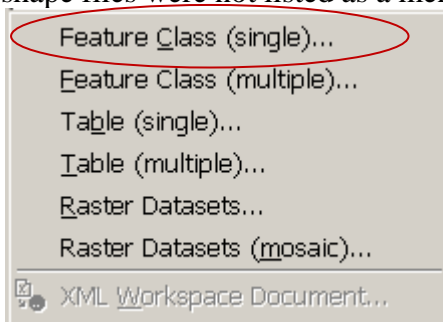 shape files were not listed as a
Feature Class (single)...
Feature Class (multiple)...
Table (single)...
Table (multiple)...
Raster Datasets...
Raster Datasets (mosaic)...
XML Workspace Document...